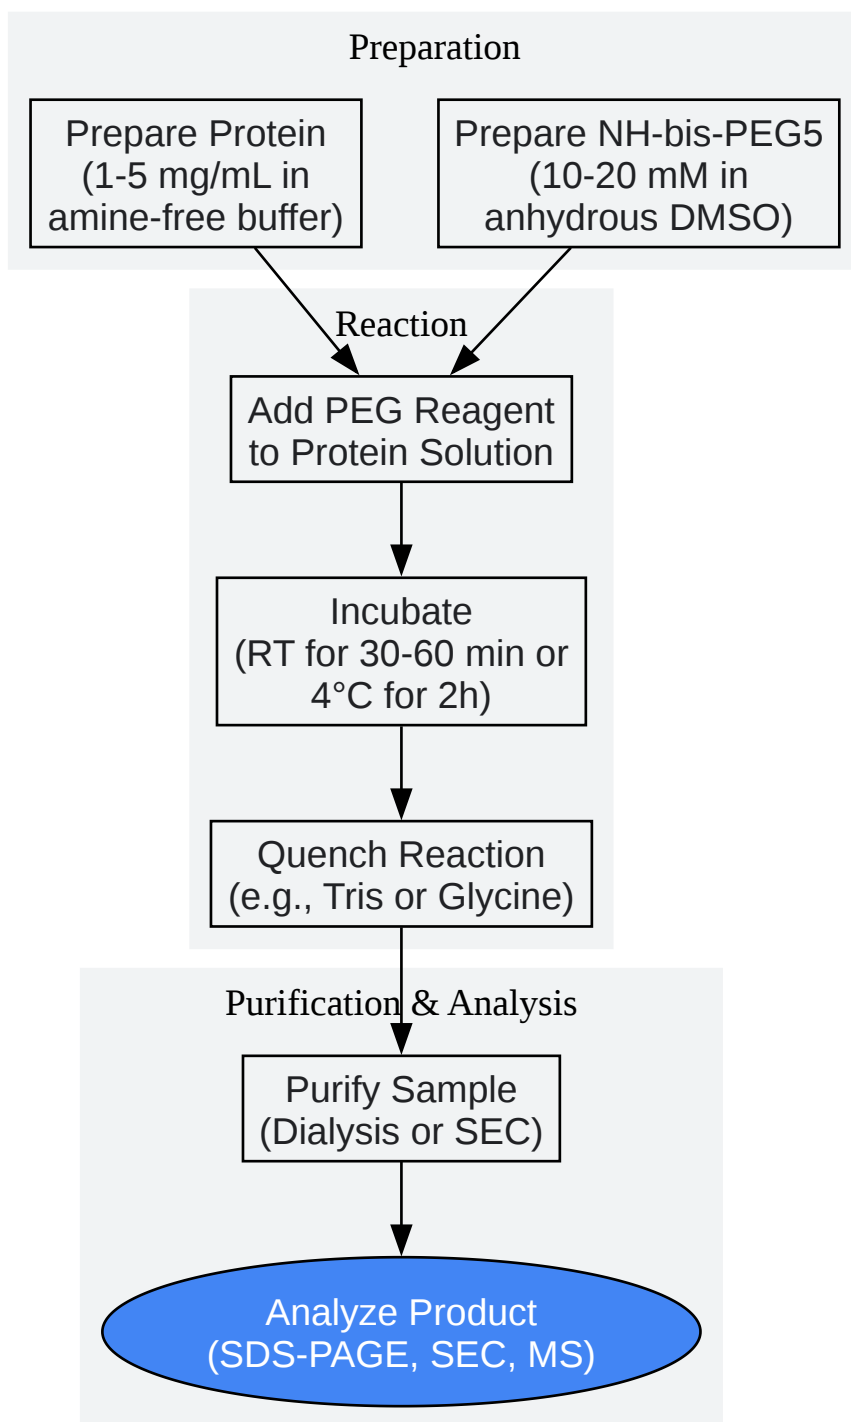 Preparation
Prepare Protein
(1-5 mg/mL in
amine-free buffer)
Prepare NH-bis-PEG5
(10-20 mM in
anhydrous DMSO)
Reaction
Add PEG Reagent
to Protein Solution
Incubate
(RT for 30-60 min or
4°C for 2h)
Quench Reaction
(e.g., Tris or Glycine)
Purification & Analysis
Purify Sample
(Dialysis or SEC)
Analyze Product
(SDS-PAGE, SEC, MS)